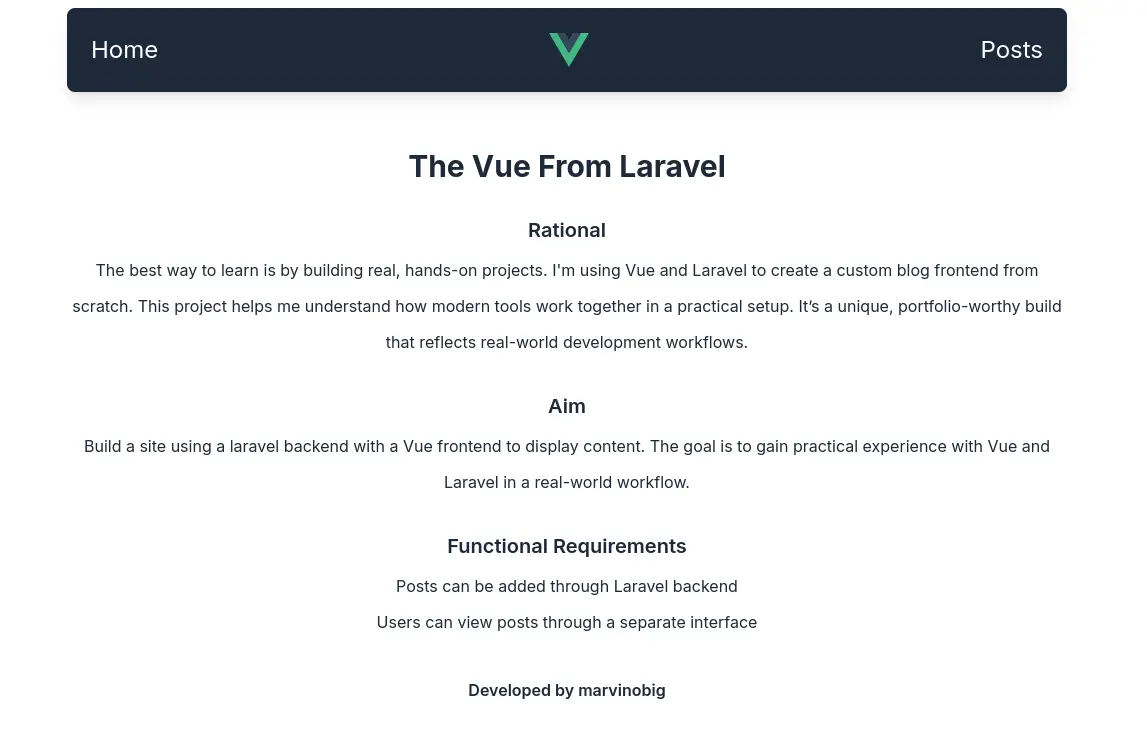 Home
Posts
The Vue From Laravel
Rational
The best way to learn is by building real, hands-on projects. I'm using Vue and Laravel to create a custom blog frontend from
scratch. This project helps me understand how modern tools work together in a practical setup. It’s a unique, portfolio-worthy build
that reflects real-world development workflows.
Aim
Build a site using a laravel backend with a Vue frontend to display content. The goal is to gain practical experience with Vue and
Laravel in a real-world workflow.
Functional Requirements
Posts can be added through Laravel backend
Users can view posts through a separate interface
Developed by marvinobig